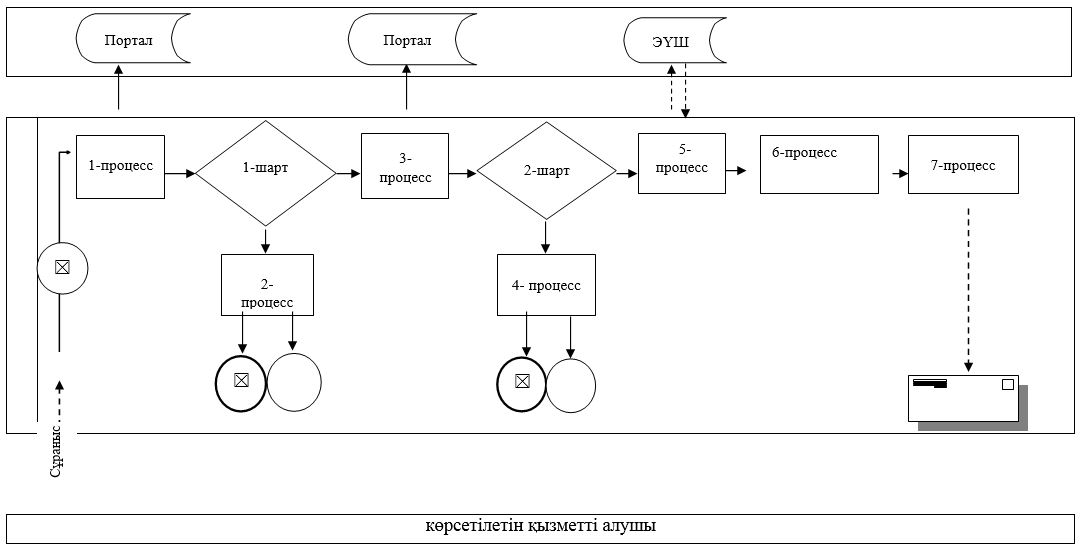 Портал
Портал
ЭҮШ
1-процесс
1-шарт
3-
процесс
2-шарт
5-
процесс
6-процесс
7-процесс
2-
процесс
4- процесс
Сұраныс
көрсетілетін қызметті алушы